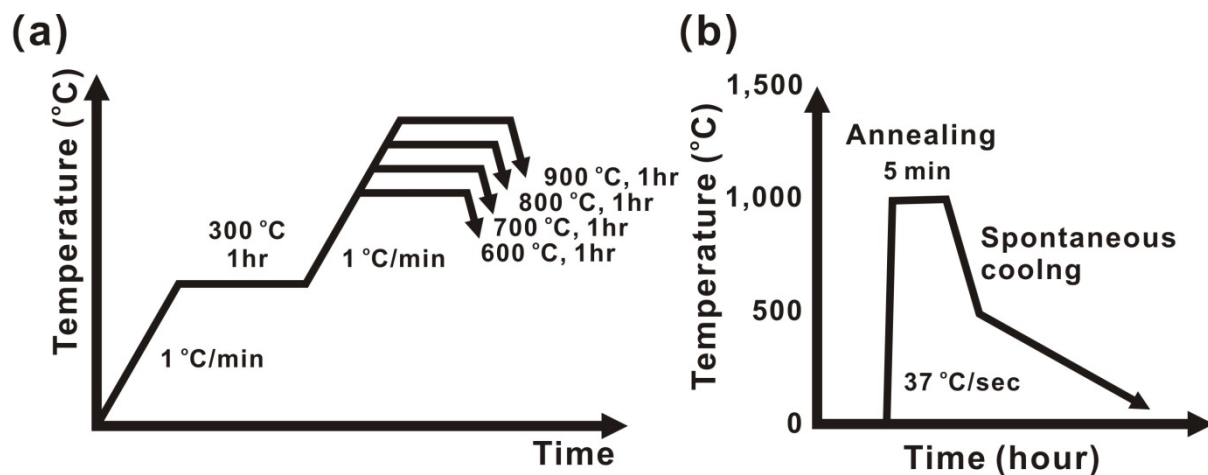 (a)
Temperature (°C)
300 °C
1hr
1 °C/min
1 °C/min
900 °C, 1hr
800 °C, 1hr
700 °C, 1hr
600 °C, 1hr
Time
(b)
Temperature (°C)
1,500
1,000
500
0
Annealing
5 min
Spontaneous
coolng
37 °C/sec
Time (hour)